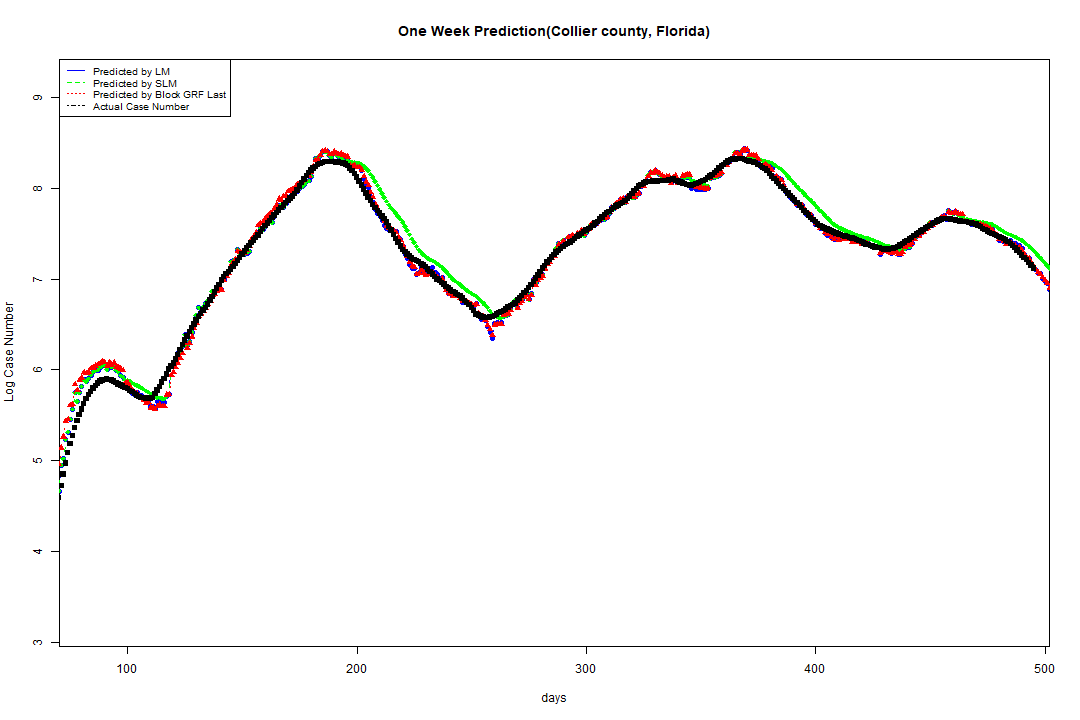 One Week Prediction(Collier county, Florida)
Predicted by LM
Predicted by SLM
Predicted by Block GRF Last
Actual Case Number
9
8
7
6
5
4
3
Log Case Number
100 200 300 400 500
days